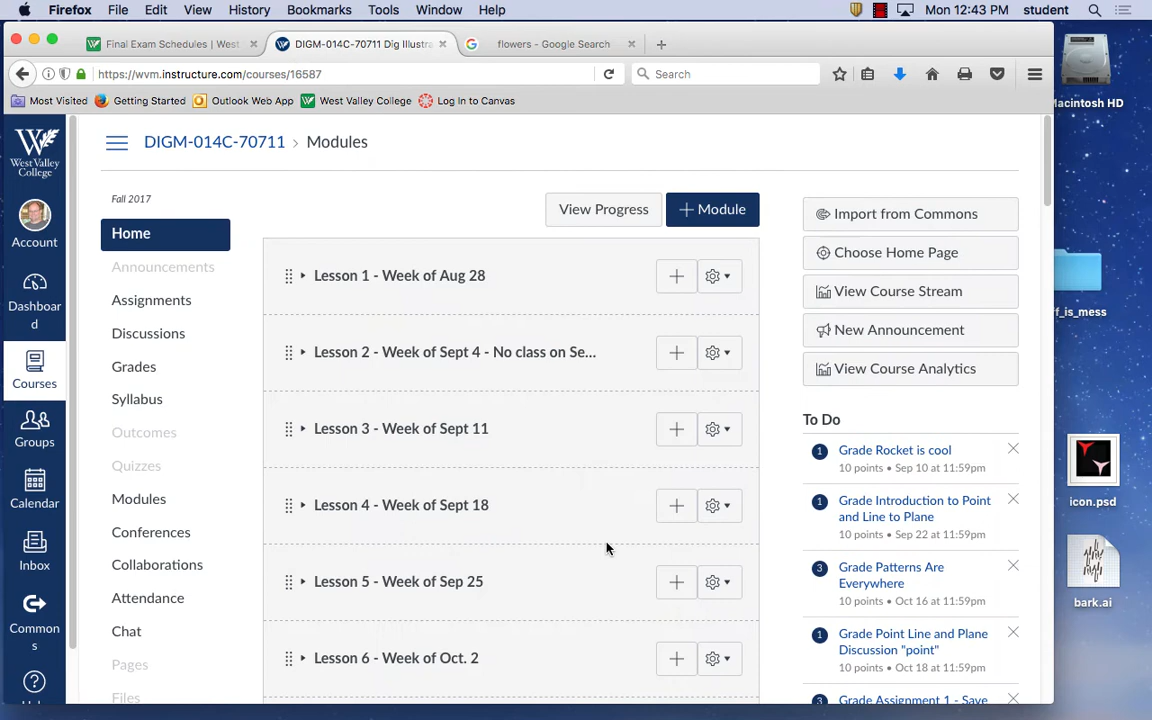 Firefox File Edit View History Bookmarks Tools Window Help Mon 12:43 PM student
Final Exam Schedules | West DIGM-014C-70711 Dig Illustra flowers - Google Search
https://wvm.instructure.com/courses/16587 Search
Most Visited Getting Started Outlook Web App West Valley College Log In to Canvas
Macintosh HD
West Valley
College
Account
Dashboar
d
Courses
Groups
Calendar
Inbox
Common
s
DIGM-014C-70711 › Modules
Fall 2017
Home
Announcements
Assignments
Discussions
Grades
Syllabus
Outcomes
Quizzes
Modules
Conferences
Collaborations
Attendance
Chat
Pages
Files
View Progress + Module
Lesson 1 - Week of Aug 28
Lesson 2 - Week of Sept 4 - No class on Se...
Lesson 3 - Week of Sept 11
Lesson 4 - Week of Sept 18
Lesson 5 - Week of Sep 25
Lesson 6 - Week of Oct. 2
Import from Commons
Choose Home Page
View Course Stream
New Announcement
View Course Analytics
To Do
1 Grade Rocket is cool
10 points • Sep 10 at 11:59pm
1 Grade Introduction to Point
and Line to Plane
10 points • Sep 22 at 11:59pm
3 Grade Patterns Are
Everywhere
10 points • Oct 16 at 11:59pm
1 Grade Point Line and Plane
Discussion "point"
10 points • Oct 18 at 11:59pm
3 Grade Assignment 1 - Save
f_is_mess
icon.psd
bark.ai